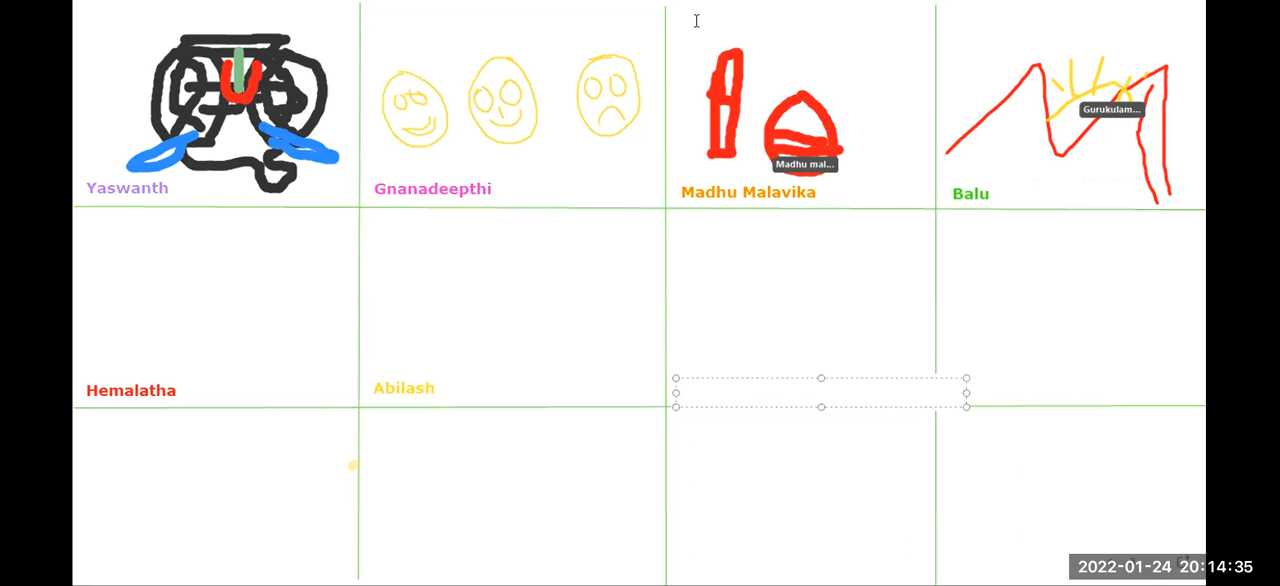 Gurukulam...
Madhu mal...
Yaswanth
Gnanadeepthi
Madhu Malavika
Balu
Hemalatha
Abilash
2022-01-24 20:14:35